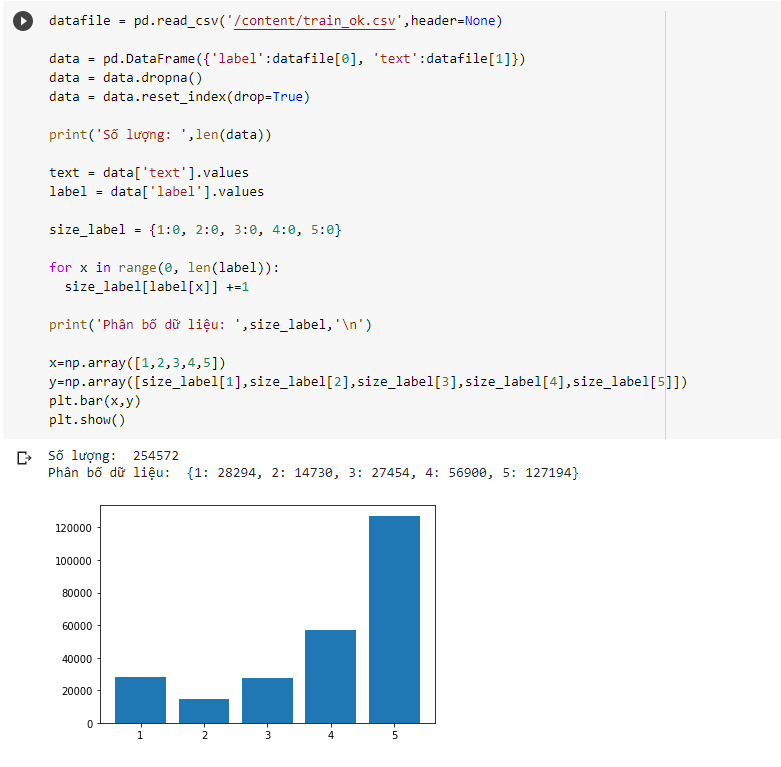 datafile = pd.read_csv('/content/train_ok.csv',header=None)
data = pd.DataFrame({'label':datafile[0], 'text':datafile[1]})
data = data.dropna()
data = data.reset_index(drop=True)
print('Số lượng: ',len(data))
text = data['text'].values
label = data['label'].values
size_label = {1:0, 2:0, 3:0, 4:0, 5:0}
for x in range(0, len(label)):
  size_label[label[x]] +=1
print('Phân bố dữ liệu: ',size_label,'\n')
x=np.array([1,2,3,4,5])
y=np.array([size_label[1],size_label[2],size_label[3],size_label[4],size_label[5]])
plt.bar(x,y)
plt.show()
Số lượng:  254572
Phân bố dữ liệu:  {1: 28294, 2: 14730, 3: 27454, 4: 56900, 5: 127194}
120000
100000
80000
60000
40000
20000
0
1 2 3 4 5